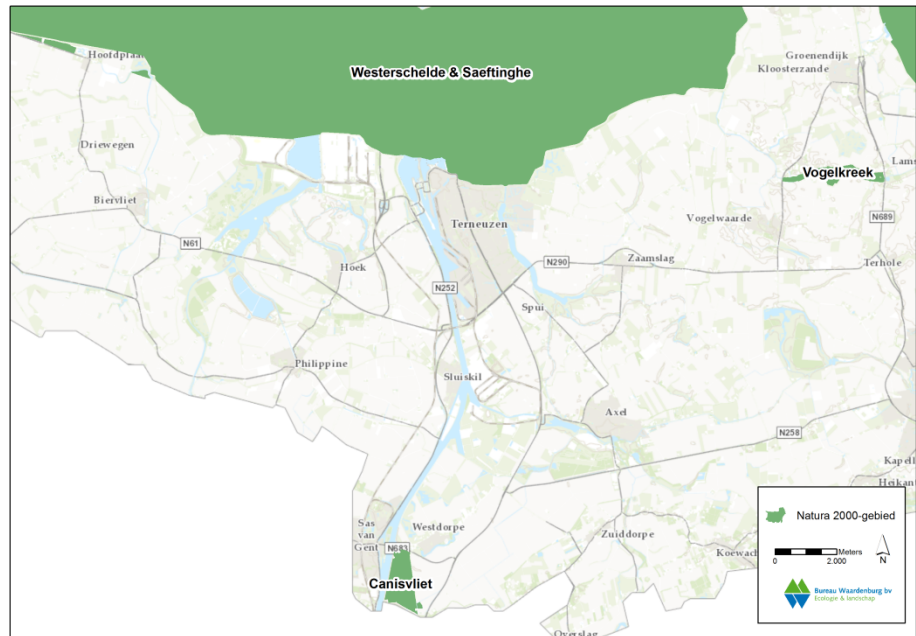 Hoofdplaat
Westerschelde & Saeftinghe
Groenendijk
Kloosterzande
Driewegen
Vogelkreek
Lams
Biervliet
Vogelwaarde
N689
Terneuzen
N61
Zaamslag
Terhole
Hoek
N290
N252
Spui
Philippine
Sluiskil
Axel
N258
Kapell
Heikant
Sas
van
Gent
Westdorpe
Zuiddorpe
N683
Koewach
Canisvliet
Overslag
Natura 2000-gebied
Meters
0 2.000
N
Bureau Waardenburg bv
Ecologie & landschap